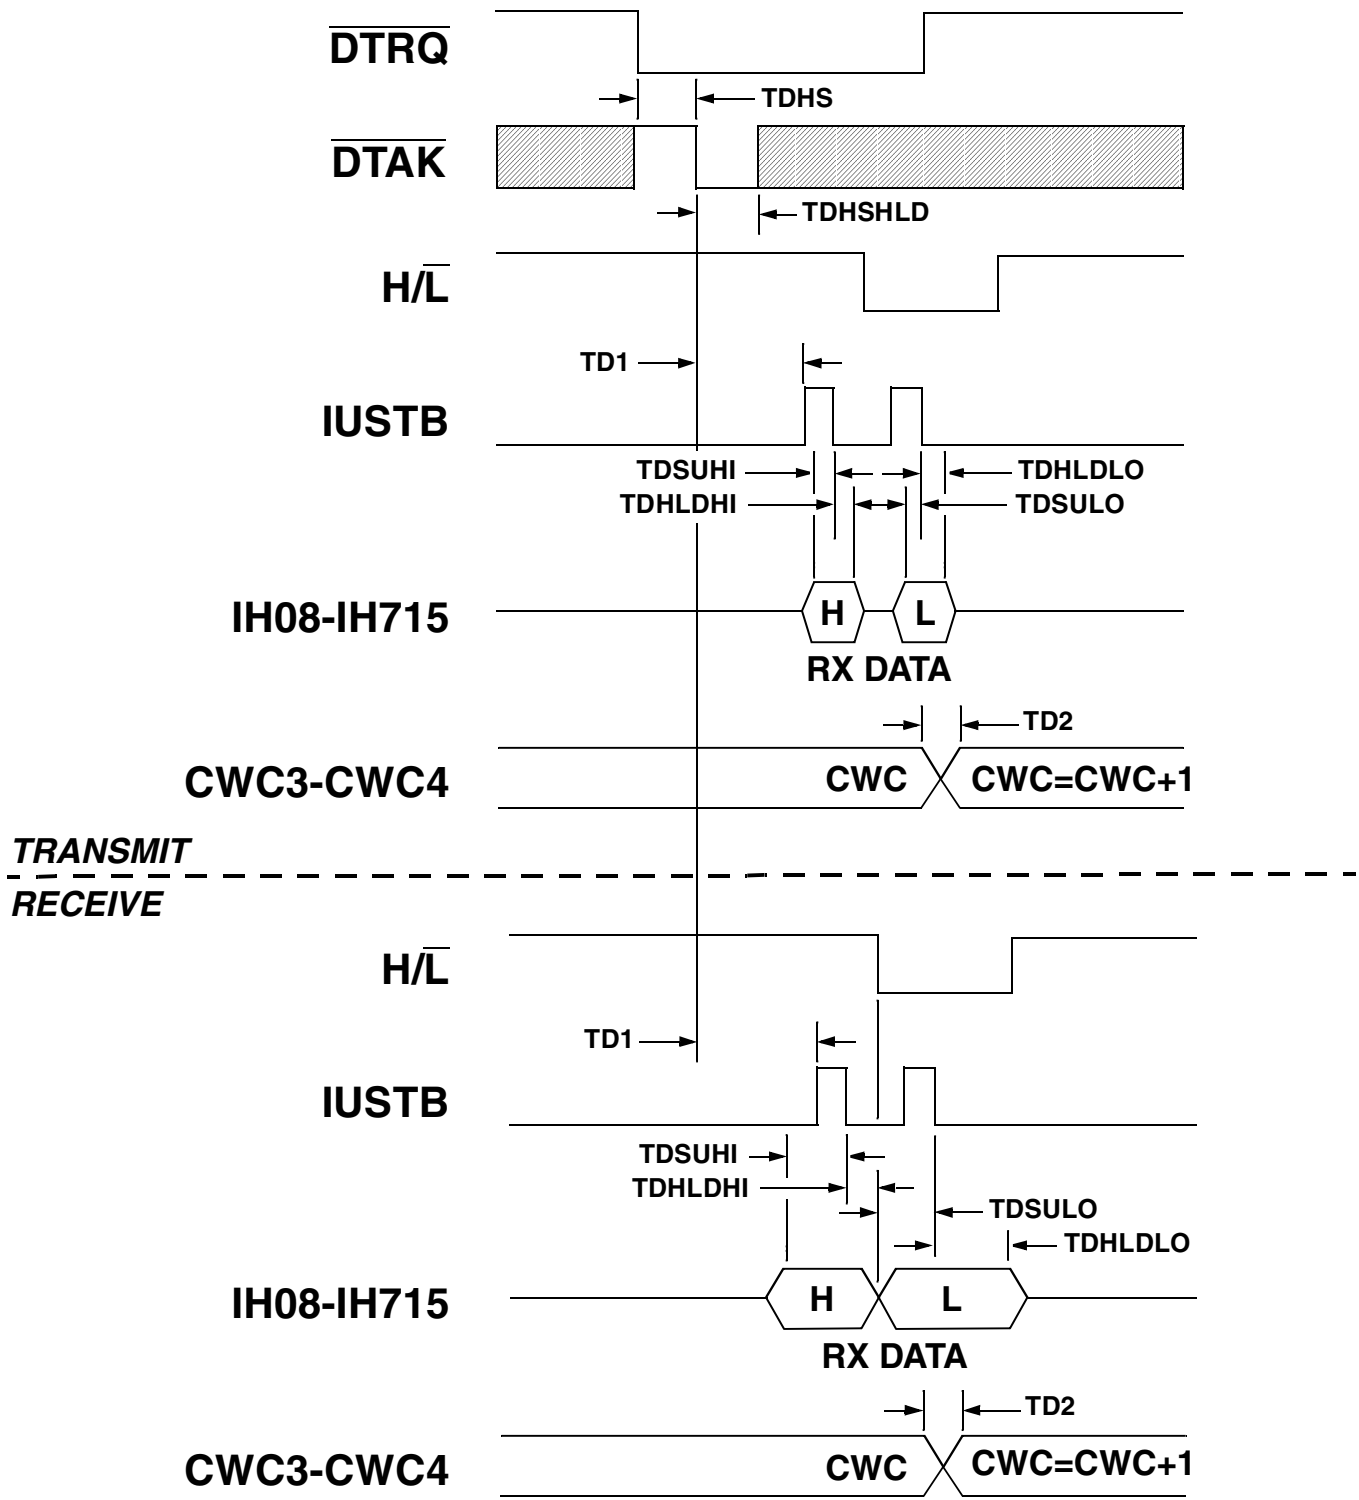 DTRQ
TDHS
DTAK
TDHSHLD
H/L
TD1
IUSTB
TDSUHI TDHLDLO
TDHLDHI TDSULO
IH08-IH715 H L
RX DATA
TD2
CWC3-CWC4 CWC CWC=CWC+1
TRANSMIT
RECEIVE
H/L
TD1
IUSTB
TDSUHI
TDHLDHI
TDSULO
TDHLDLO
IH08-IH715 H L
RX DATA
TD2
CWC3-CWC4 CWC CWC=CWC+1